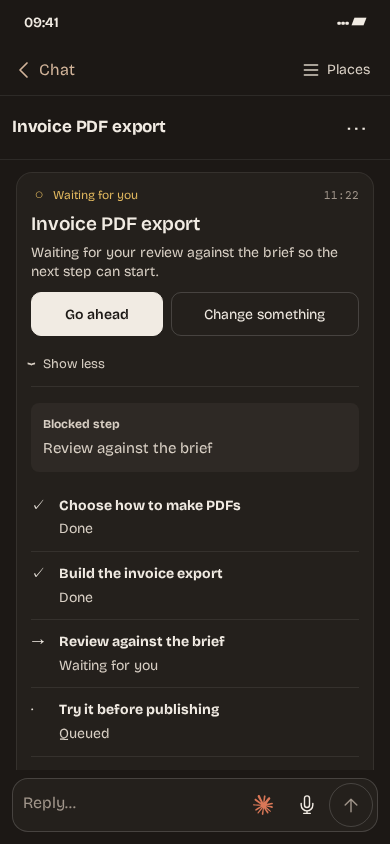 09:41
Chat
Places
Invoice PDF export
Waiting for you
11:22
Invoice PDF export
Waiting for your review against the brief so the
next step can start.
Go ahead
Change something
Show less
Blocked step
Review against the brief
Choose how to make PDFs
Done
Build the invoice export
Done
Review against the brief
Waiting for you
Try it before publishing
Queued
Reply...